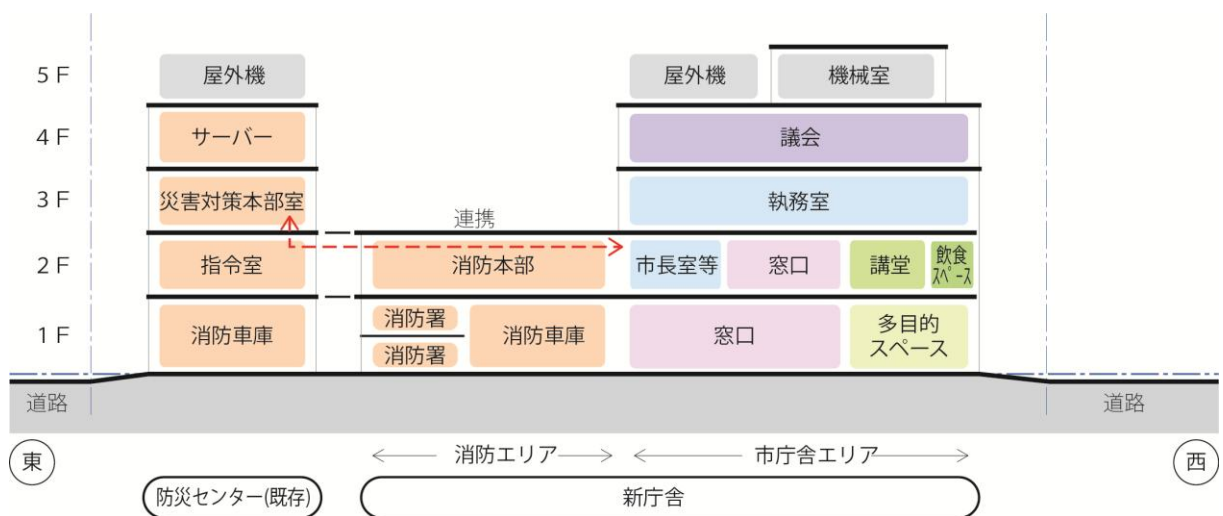 5 F
屋外機
屋外機
機械室
4 F
サーバー
議会
3 F
災害対策本部室
執務室
連携
2 F
指令室
消防本部
市長室等
窓口
講堂
飲食
ｽﾍﾟｰｽ
1 F
消防車庫
消防署
消防署
消防車庫
窓口
多目的
スペース
道路
道路
東
消防エリア
市庁舎エリア
西
防災センター(既存)
新庁舎